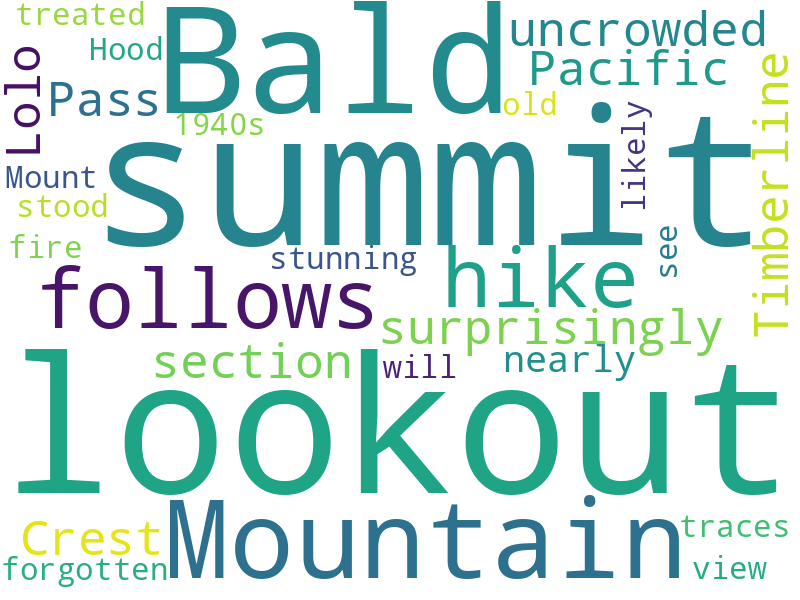 treated
Bald
uncrowded
Hood
Lolo
Pacific
Pass
old
1940s
likely
Timberline
summit
Mount
stood
see
fire
stunning
hike
follows
surprisingly
section
will
nearly
lookout
Mountain
Crest
traces
forgotten
view